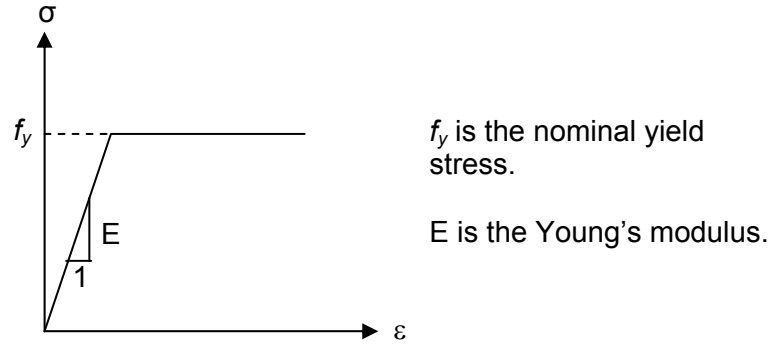 σ
f_y
f_y is the nominal yield
stress.
E is the Young's modulus.
E
1
ε